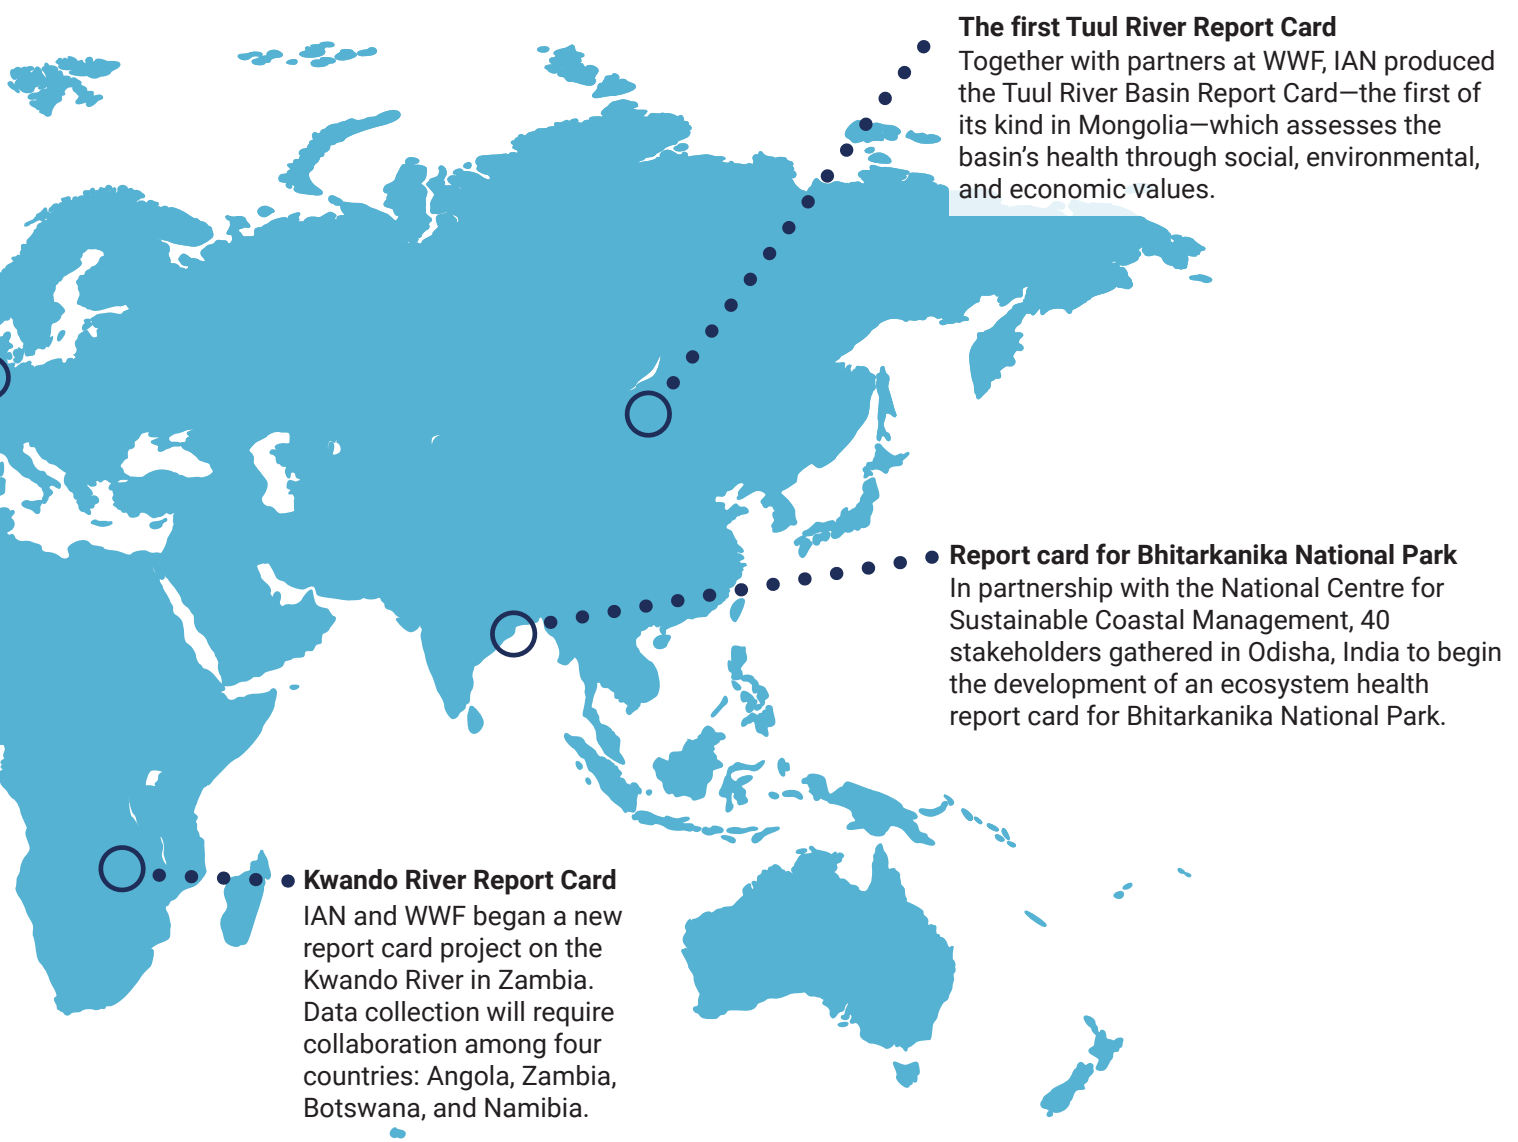 The first Tuul River Report Card
Together with partners at WWF, IAN produced
the Tuul River Basin Report Card—the first of
its kind in Mongolia—which assesses the
basin’s health through social, environmental,
and economic values.
Report card for Bhitarkanika National Park
In partnership with the National Centre for
Sustainable Coastal Management, 40
stakeholders gathered in Odisha, India to begin
the development of an ecosystem health
report card for Bhitarkanika National Park.
Kwando River Report Card
IAN and WWF began a new
report card project on the
Kwando River in Zambia.
Data collection will require
collaboration among four
countries: Angola, Zambia,
Botswana, and Namibia.